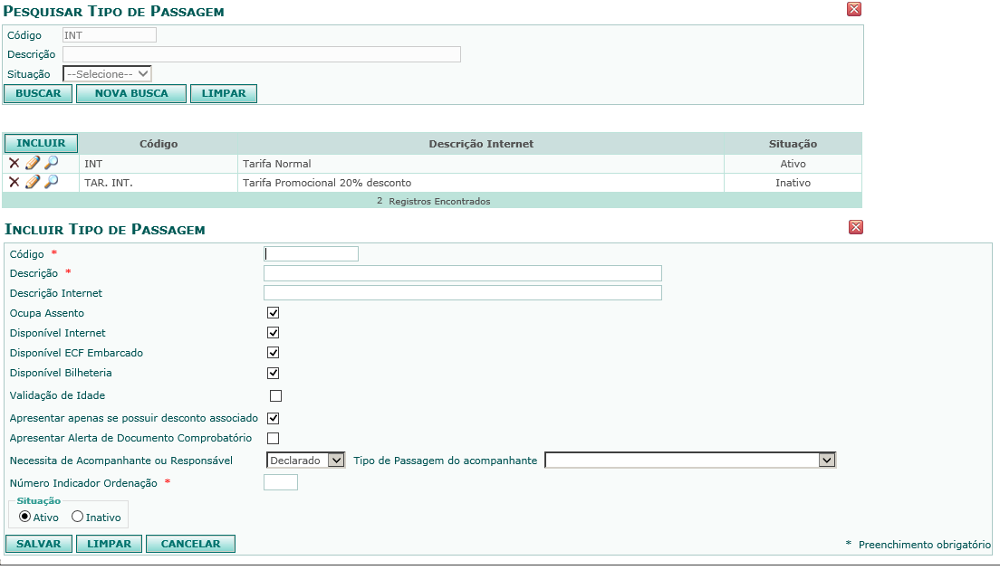 Pesquisar Tipo de Passagem
Código INT
Descrição
Situação --Selecione--
BUSCAR NOVA BUSCA LIMPAR
INCLUIR Código Descrição Internet Situação
INT Tarifa Normal Ativo
TAR. INT. Tarifa Promocional 20% desconto Inativo
2 Registros Encontrados
Incluir Tipo de Passagem
Código *
Descrição *
Descrição Internet
Ocupa Assento
Disponível Internet
Disponível ECF Embarcado
Disponível Bilheteria
Validação de Idade
Apresentar apenas se possuir desconto associado
Apresentar Alerta de Documento Comprobatório
Necessita de Acompanhante ou Responsável Declarado Tipo de Passagem do acompanhante
Número Indicador Ordenação *
Situação
Ativo Inativo
SALVAR LIMPAR CANCELAR * Preenchimento obrigatório